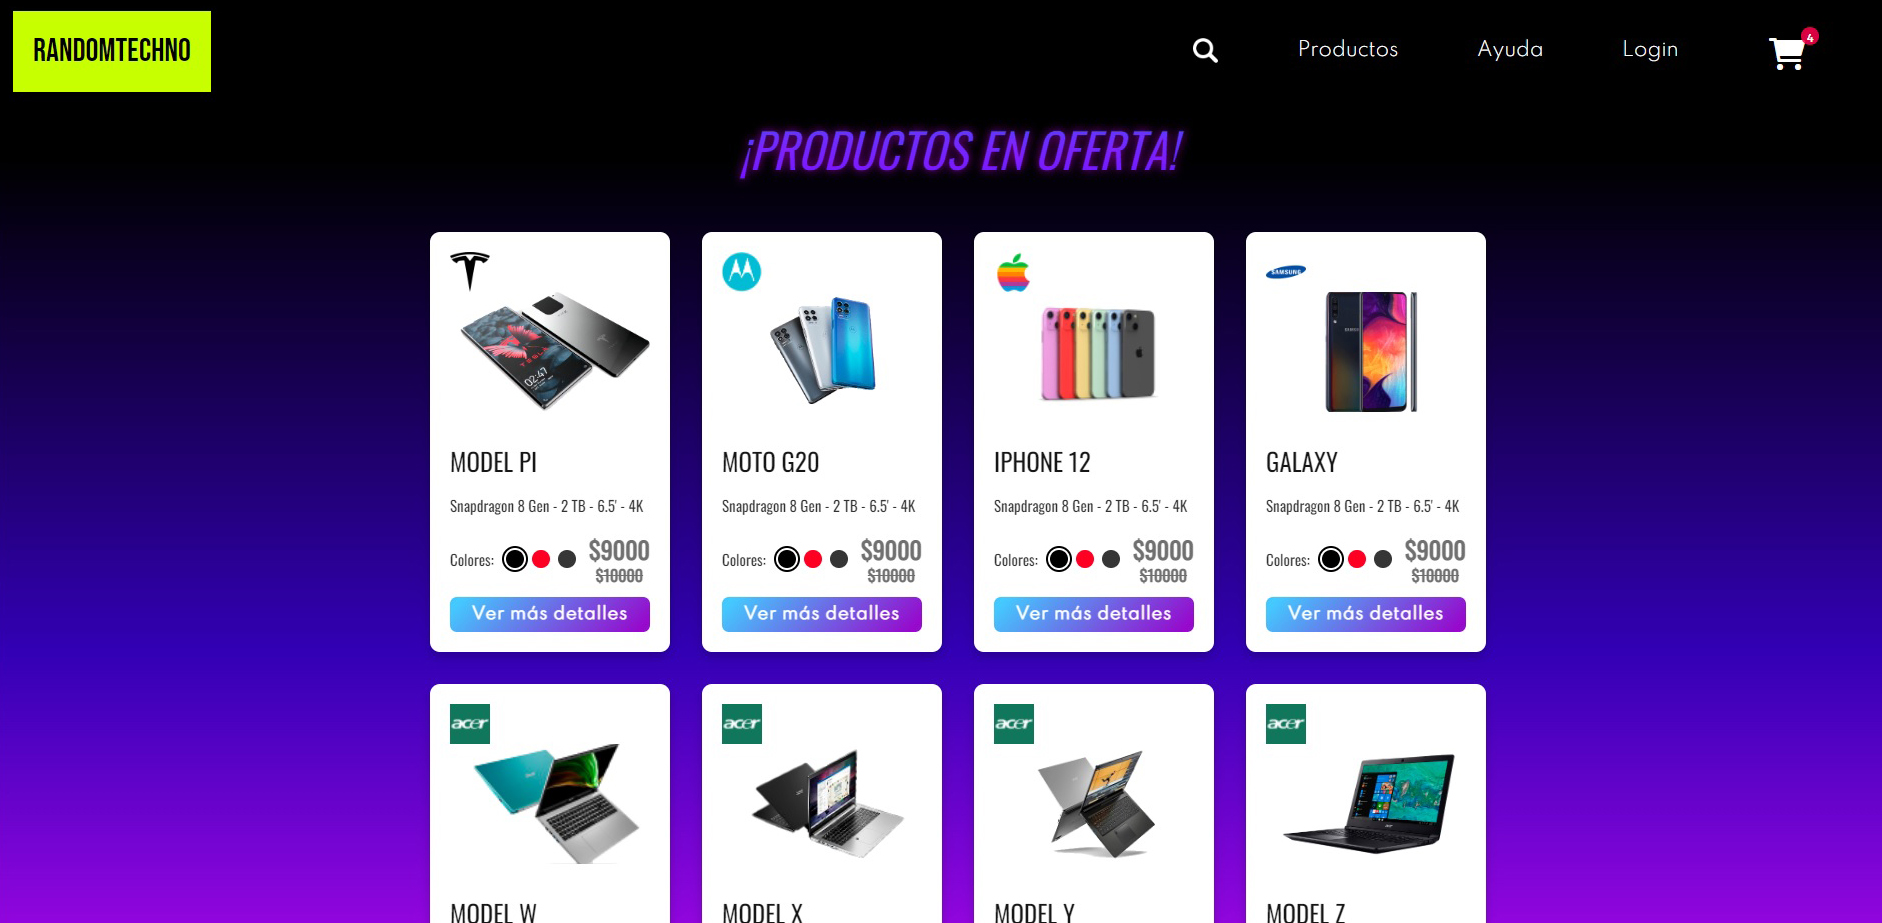 RANDOMTECHNO
Productos
Ayuda
Login
4
¡PRODUCTOS EN OFERTA!
TESLA
02:47
MODEL PI
Snapdragon 8 Gen - 2 TB - 6.5' - 4K
Colores:
$9000
$10000
Ver más detalles
MOTO G20
Snapdragon 8 Gen - 2 TB - 6.5' - 4K
Colores:
$9000
$10000
Ver más detalles
IPHONE 12
Snapdragon 8 Gen - 2 TB - 6.5' - 4K
Colores:
$9000
$10000
Ver más detalles
SAMSUNG
SAMSUNG
GALAXY
Snapdragon 8 Gen - 2 TB - 6.5' - 4K
Colores:
$9000
$10000
Ver más detalles
acer
MODEL W
acer
MODEL X
acer
MODEL Y
acer
MODEL Z